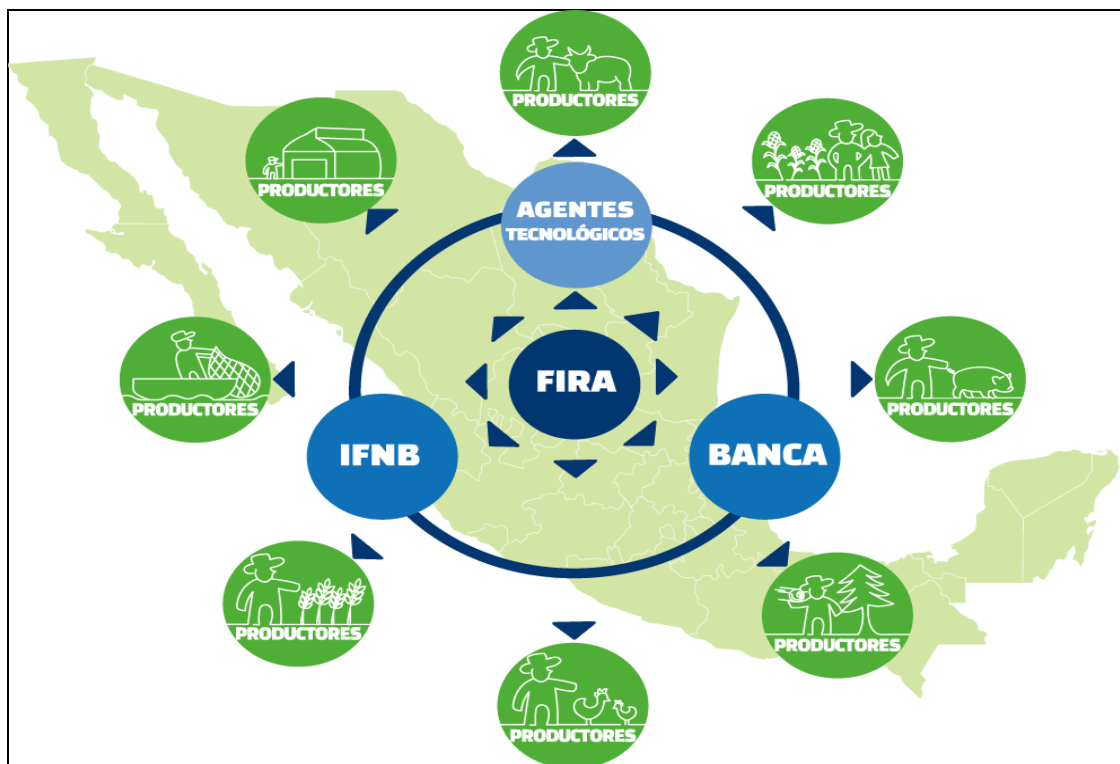 PRODUCTORES
PRODUCTORES
PRODUCTORES
AGENTES
TECNOLÓGICOS
PRODUCTORES
FIRA
PRODUCTORES
IFNB
BANCA
PRODUCTORES
PRODUCTORES
PRODUCTORES